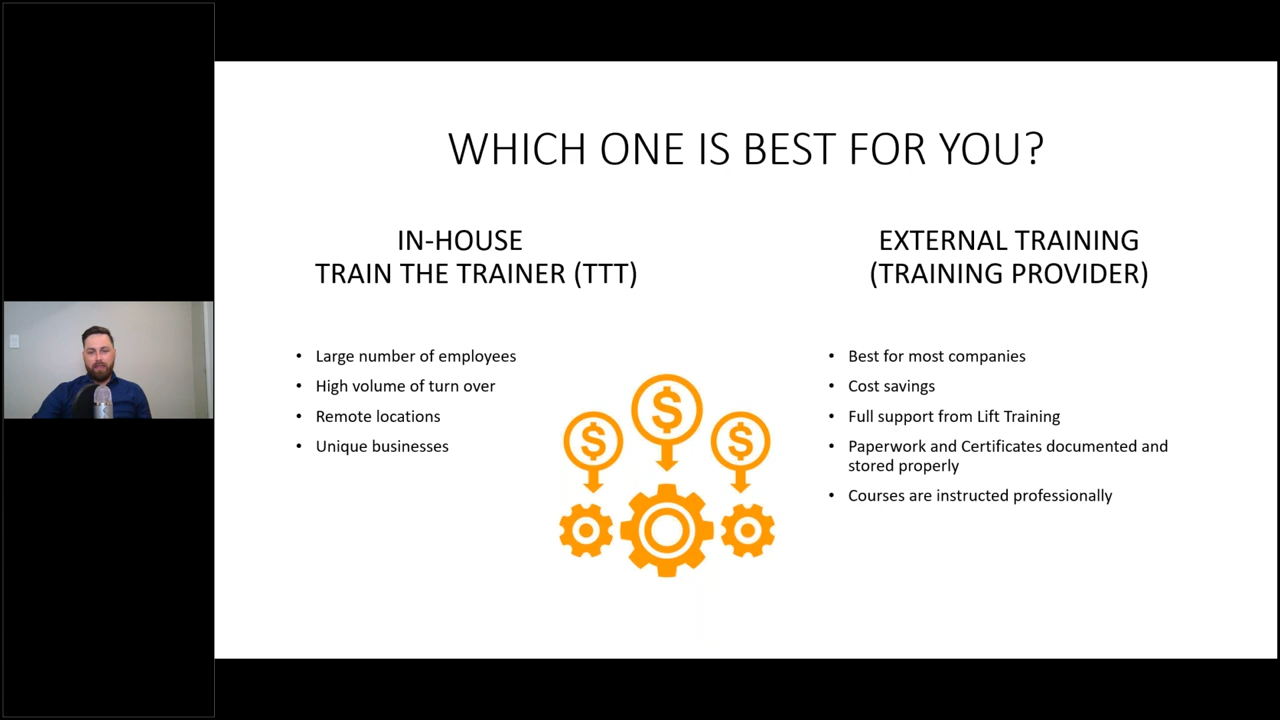 WHICH ONE IS BEST FOR YOU?
IN-HOUSE
TRAIN THE TRAINER (TTT)
• Large number of employees
• High volume of turn over
• Remote locations
• Unique businesses
$ $ $
EXTERNAL TRAINING
(TRAINING PROVIDER)
• Best for most companies
• Cost savings
• Full support from Lift Training
• Paperwork and Certificates documented and
stored properly
• Courses are instructed professionally